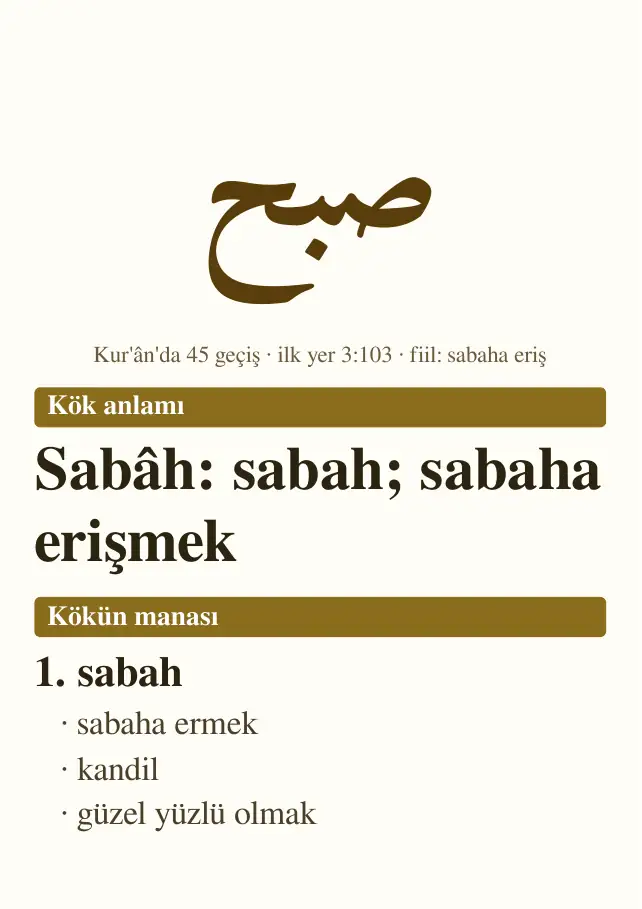 صبح
Kur'ân'da 45 geçiş · ilk yer 3:103 · fiil: sabaha eriş
Kök anlamı
Sabâh: sabah; sabaha
erişmek
Kökün manası
1. sabah
· sabaha ermek
· kandil
· güzel yüzlü olmak